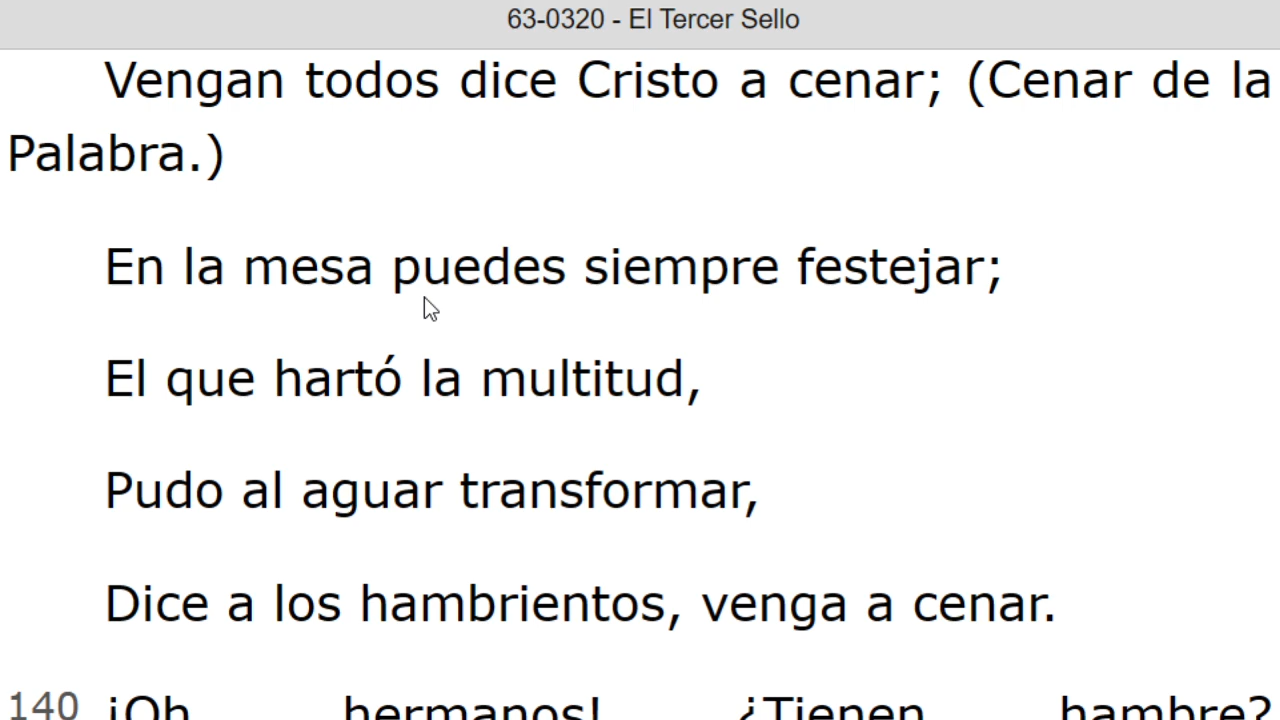 63-0320 - El Tercer Sello
Vengan todos dice Cristo a cenar; (Cenar de la
Palabra.)
En la mesa puedes siempre festejar;
El que hartó la multitud,
Pudo al aguar transformar,
Dice a los hambrientos, venga a cenar.
140 ¡Oh hermanos! ¿Tienen hambre?